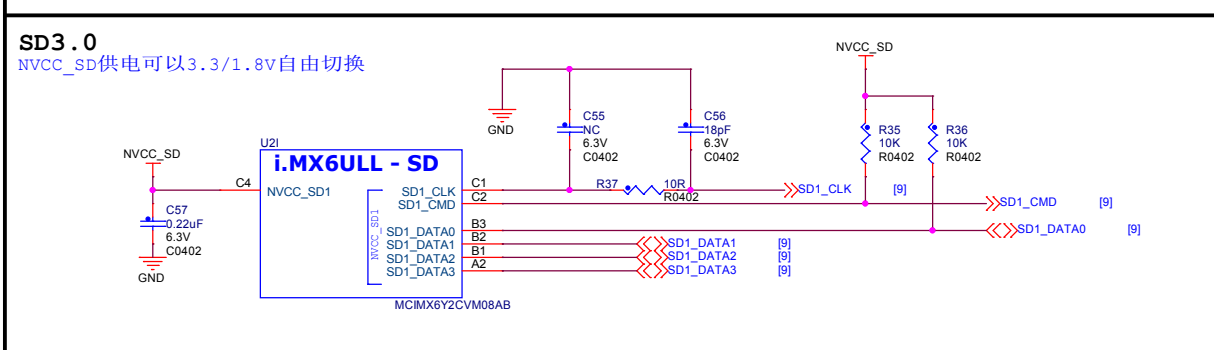 SD3.0
NVCC_SD供电可以3.3/1.8V自由切换
NVCC_SD
GND
C55
NC
6.3V
C0402
C56
18pF
6.3V
C0402
R35
10K
R0402
R36
10K
R0402
U2I
i.MX6ULL - SD
NVCC_SD
C4
NVCC_SD1
C57
0.22uF
6.3V
C0402
GND
NVCC_SD1
SD1_CLK
C1
R37
10R
R0402
SD1_CLK [9]
SD1_CMD
C2
SD1_CMD [9]
SD1_DATA0
B3
SD1_DATA0 [9]
SD1_DATA1
B2
SD1_DATA1 [9]
SD1_DATA2
B1
SD1_DATA2 [9]
SD1_DATA3
A2
SD1_DATA3 [9]
MCIMX6Y2CVM08AB